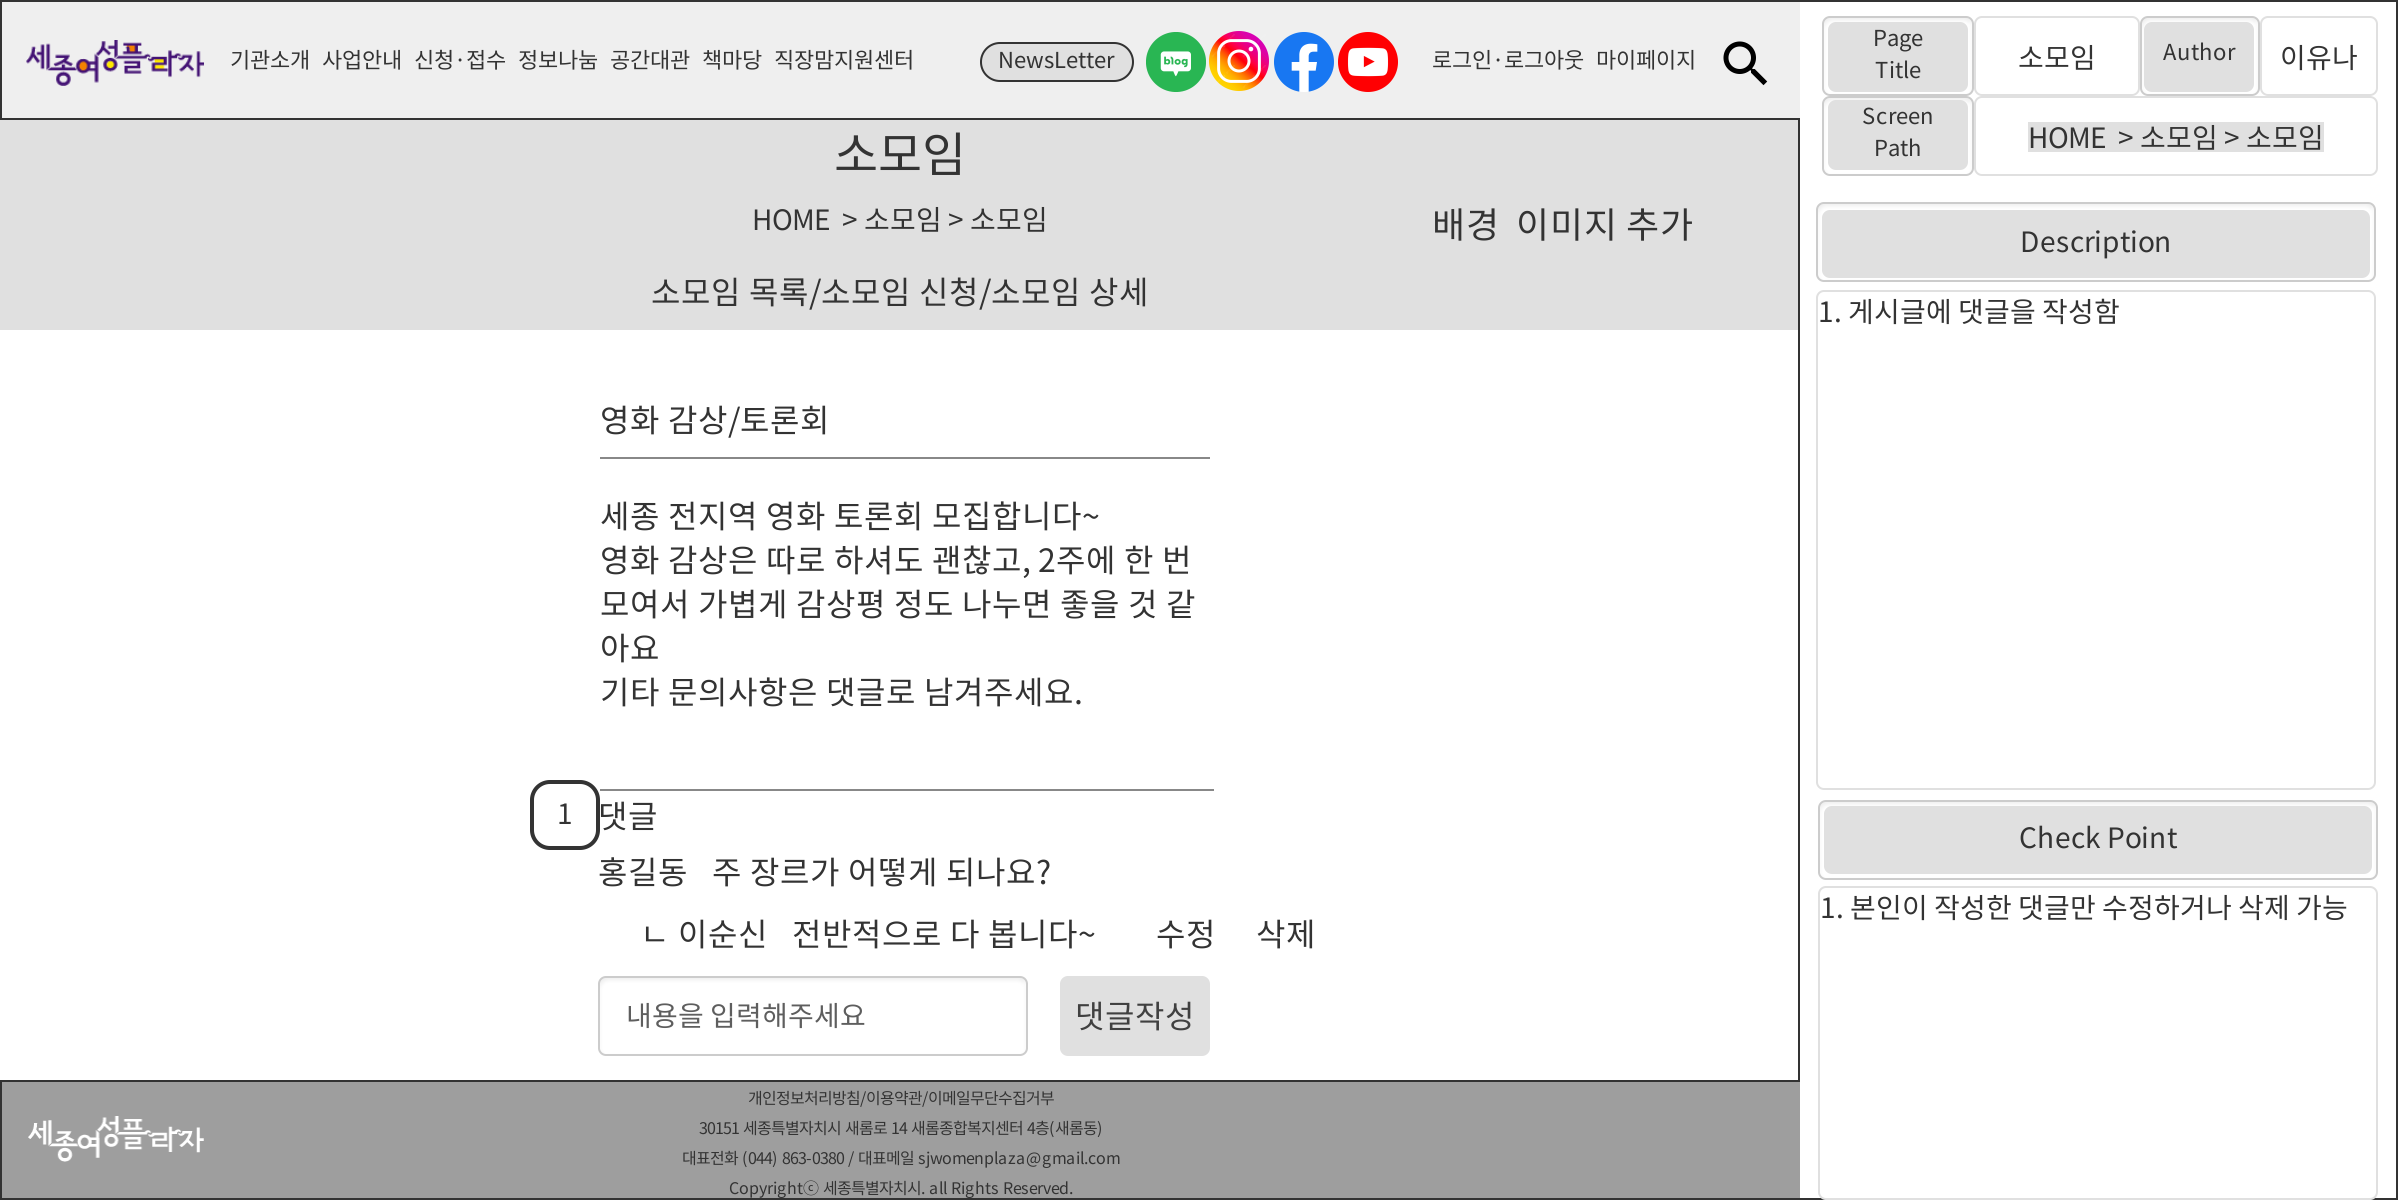 세종여성플라자 기관소개 사업안내 신청·접수 정보나눔 공간대관 책마당 직장맘지원센터 NewsLetter blog 로그인·로그아웃 마이페이지
소모임
HOME > 소모임 > 소모임
배경 이미지 추가
소모임 목록/소모임 신청/소모임 상세
영화 감상/토론회
세종 전지역 영화 토론회 모집합니다~
영화 감상은 따로 하셔도 괜찮고, 2주에 한 번
모여서 가볍게 감상평 정도 나누면 좋을 것 같
아요
기타 문의사항은 댓글로 남겨주세요.
1 댓글
홍길동 주 장르가 어떻게 되나요?
ㄴ 이순신 전반적으로 다 봅니다~ 수정 삭제
내용을 입력해주세요 댓글작성
세종여성플라자
개인정보처리방침/이용약관/이메일무단수집거부
30151 세종특별자치시 새롬로 14 새롬종합복지센터 4층(새롬동)
대표전화 (044) 863-0380 / 대표메일 sjwomenplaza@gmail.com
Copyrightⓒ 세종특별자치시. all Rights Reserved.
Page
Title
소모임
Author
이유나
Screen
Path
HOME > 소모임 > 소모임
Description
1. 게시글에 댓글을 작성함
Check Point
1. 본인이 작성한 댓글만 수정하거나 삭제 가능